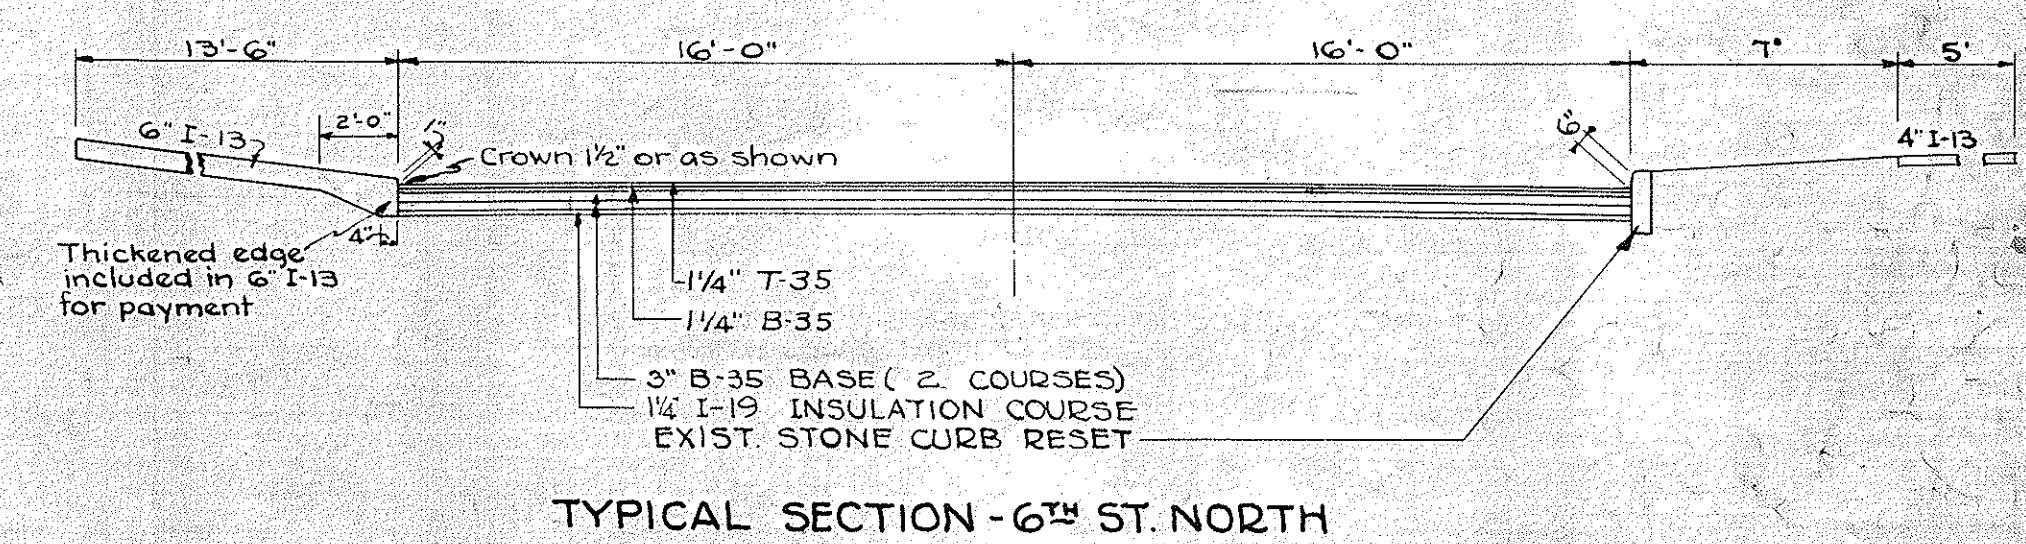 13'-6"
16'-0"
16'-0"
7'
5'
6" I-13
2'-0"
1"
Crown 1½" or as shown
6"
4" I-13
Thickened edge
included in 6" I-13
for payment
4"
1¼" T-35
1¼" B-35
3" B-35 BASE ( 2 COURSES)
1¼" I-19 INSULATION COURSE
EXIST. STONE CURB RESET
TYPICAL SECTION - 6TH ST. NORTH